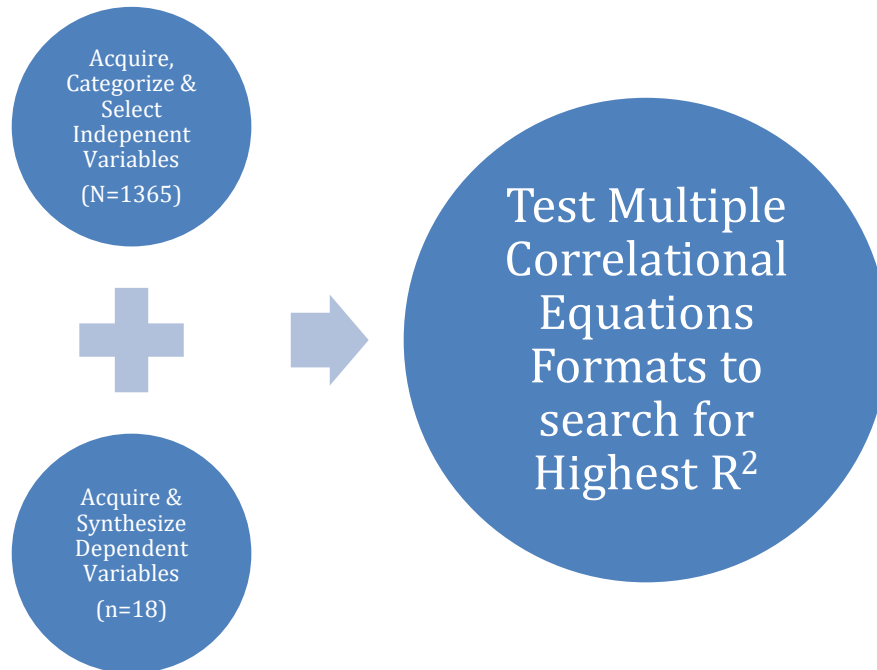 Acquire,
Categorize &
Select
Indepenent
Variables
(N=1365)
Acquire &
Synthesize
Dependent
Variables
(n=18)
Test Multiple
Correlational
Equations
Formats to
search for
Highest R²